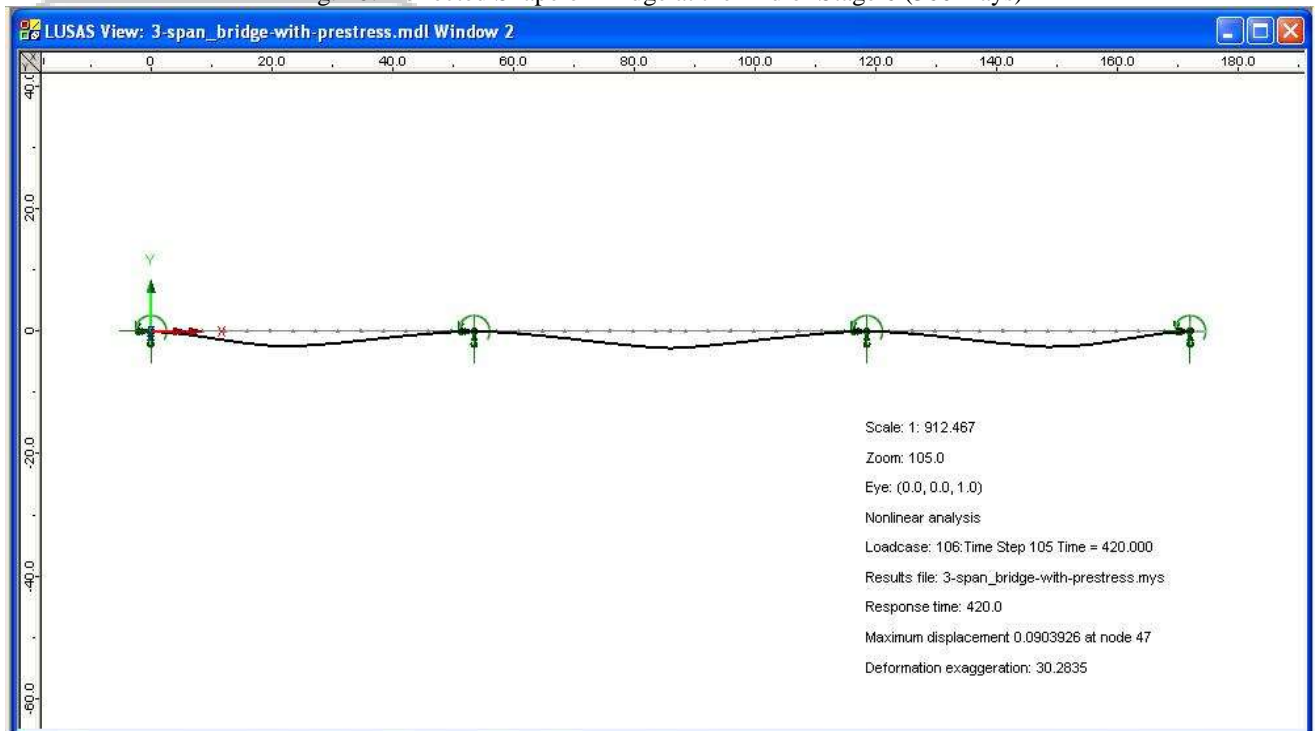 LUSAS View: 3-span_bridge-with-prestress.mdl Window 2
0 20.0 40.0 60.0 80.0 100.0 120.0 140.0 160.0 180.0
40.0
20.0
0
-20.0
-40.0
-60.0
Y
X
Scale: 1: 912.467
Zoom: 105.0
Eye: (0.0, 0.0, 1.0)
Nonlinear analysis
Loadcase: 106:Time Step 105 Time = 420.000
Results file: 3-span_bridge-with-prestress.mys
Response time: 420.0
Maximum displacement 0.0903926 at node 47
Deformation exaggeration: 30.2835